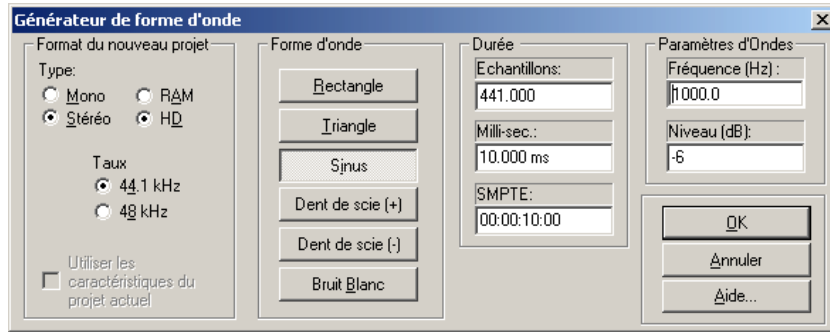 Générateur de forme d'onde
Format du nouveau projet
Type:
Mono RAM
Stéréo HD
Taux
44.1 kHz
48 kHz
Utiliser les
caractéristiques du
projet actuel
Forme d'onde
Rectangle
Triangle
Sinus
Dent de scie (+)
Dent de scie (-)
Bruit Blanc
Durée
Echantillons:
441.000
Milli-sec.:
10.000 ms
SMPTE:
00:00:10:00
Paramètres d'Ondes
Fréquence (Hz) :
1000.0
Niveau (dB):
-6
OK
Annuler
Aide...